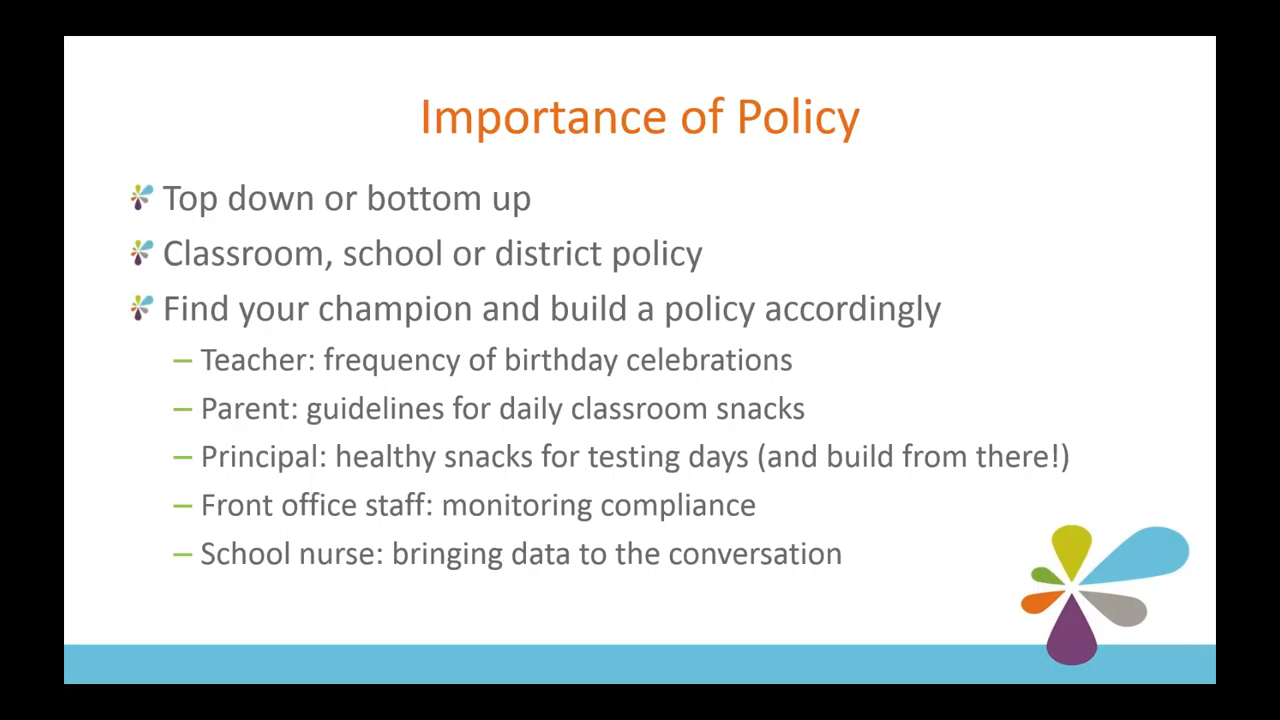 Importance of Policy
Top down or bottom up
Classroom, school or district policy
Find your champion and build a policy accordingly
– Teacher: frequency of birthday celebrations
– Parent: guidelines for daily classroom snacks
– Principal: healthy snacks for testing days (and build from there!)
– Front office staff: monitoring compliance
– School nurse: bringing data to the conversation